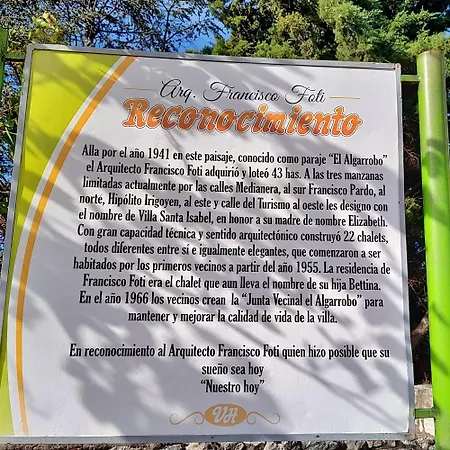 Arq. Francisco Foti
Reconocimiento
Alla por el año 1941 en este paisaje, conocido como paraje "El Algarrobo"
el Arquitecto Francisco Foti adquirió y loteó 43 has. A las tres manzanas
limitadas actualmente por las calles Medianera, al sur Francisco Pardo, al
norte, Hipólito Irigoyen, al este y calle del Turismo al oeste les designo con
el nombre de Villa Santa Isabel, en honor a su madre de nombre Elizabeth.
Con gran capacidad técnica y sentido arquitectónico construyó 22 chalets,
todos diferentes entre sí e igualmente elegantes, que comenzaron a ser
habitados por los primeros vecinos a partir del año 1955. La residencia de
Francisco Foti era el chalet que aun lleva el nombre de su hija Bettina.
En el año 1966 los vecinos crean la "Junta Vecinal el Algarrobo" para
mantener y mejorar la calidad de vida de la villa.
En reconocimiento al Arquitecto Francisco Foti quien hizo posible que su
sueño sea hoy
"Nuestro hoy"
VH